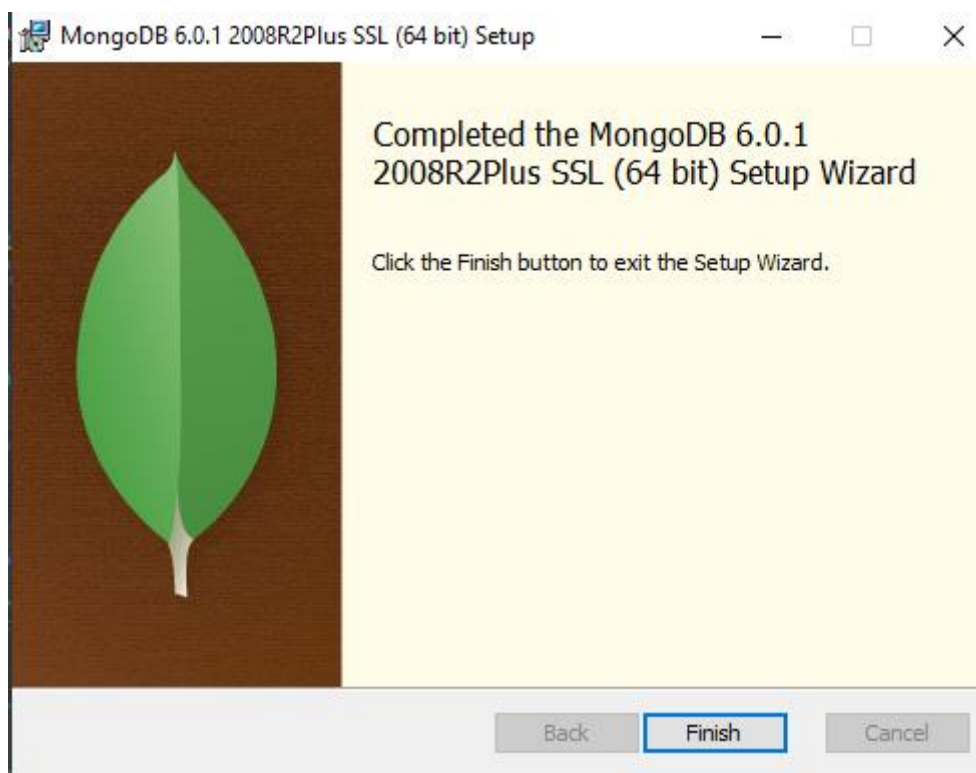 MongoDB 6.0.1 2008R2Plus SSL (64 bit) Setup
Completed the MongoDB 6.0.1
2008R2Plus SSL (64 bit) Setup Wizard
Click the Finish button to exit the Setup Wizard.
Back
Finish
Cancel